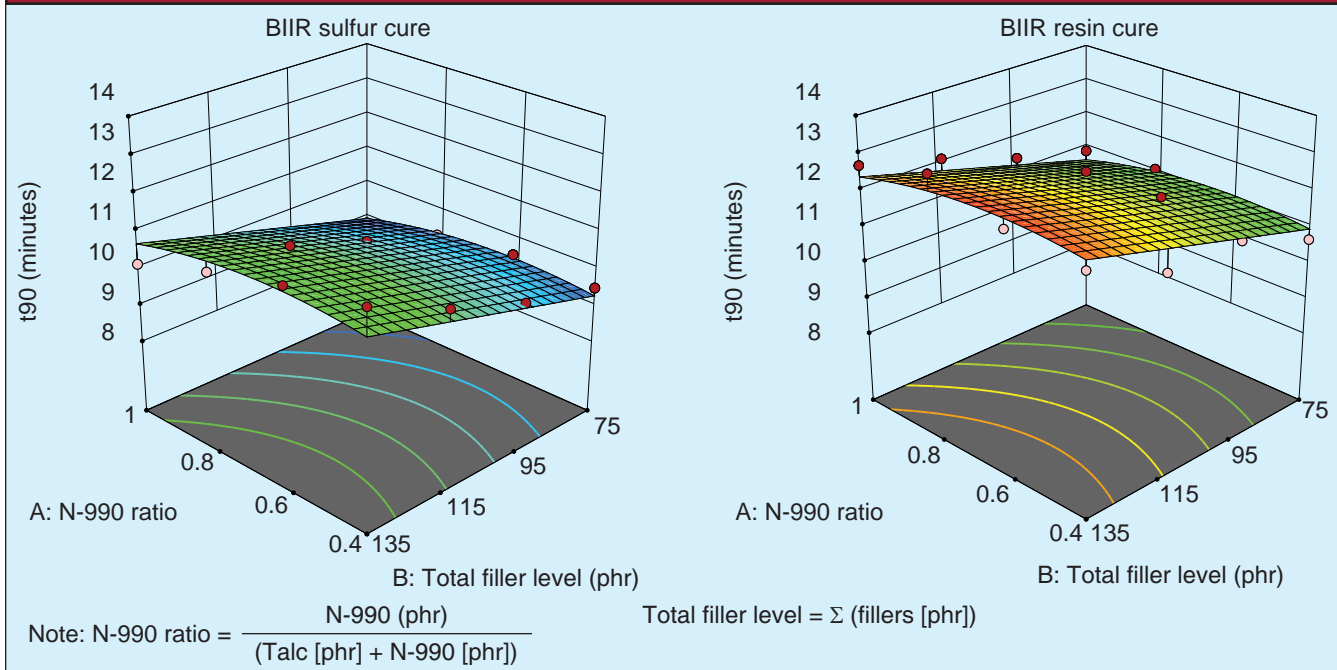 BIIR sulfur cure
14
13
12
11
10
9
8
t90 (minutes)
1
0.8
0.6
0.4
135
115
95
75
A: N-990 ratio
B: Total filler level (phr)
BIIR resin cure
14
13
12
11
10
9
8
t90 (minutes)
1
0.8
0.6
0.4
135
115
95
75
A: N-990 ratio
B: Total filler level (phr)
Note: N-990 ratio = N-990 (phr)
(Talc [phr] + N-990 [phr])
Total filler level = Σ (fillers [phr])